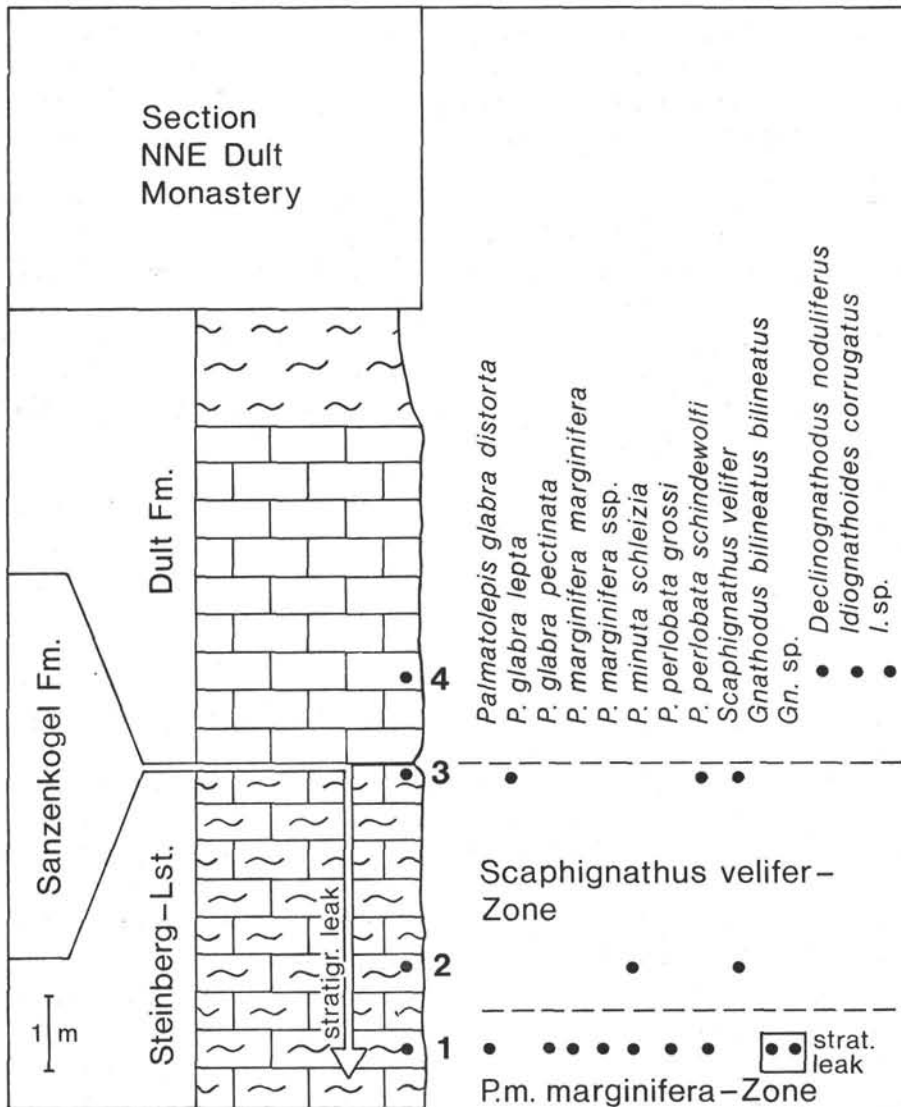 Section
NNE Dult
Monastery
Dult Fm.
Sanzenkogel Fm.
Steinberg–Lst.
stratigr. leak
1 m
4
3
2
1
Palmatolepis glabra distorta
P. glabra lepta
P. glabra pectinata
P. marginifera marginifera
P. marginifera ssp.
P. minuta schleizia
P. perlobata grossi
P. perlobata schindewolfi
Scaphignathus velifer
Gnathodus bilineatus bilineatus
Gn. sp.
Declinognathodus noduliferus
Idiognathoides corrugatus
I. sp.
Scaphignathus velifer–
Zone
strat.
leak
P.m. marginifera–Zone